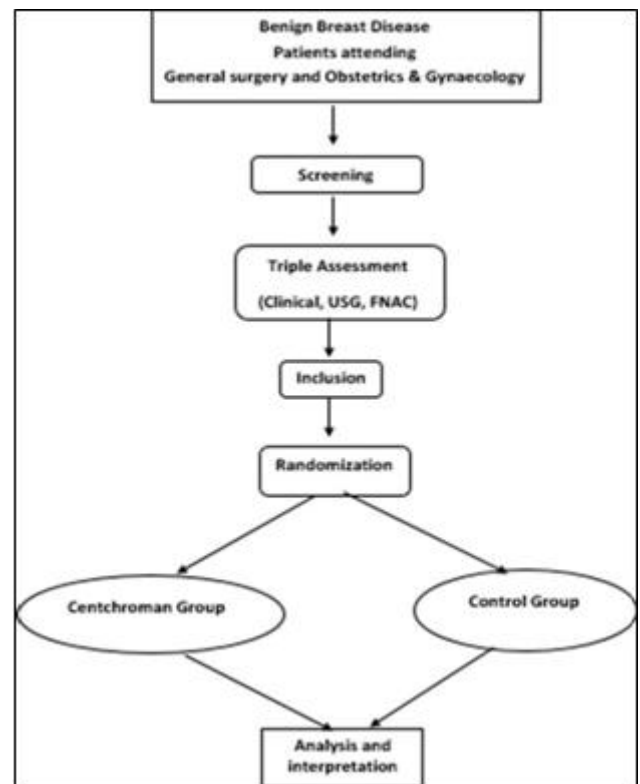 Benign Breast Disease
Patients attending
General surgery and Obstetrics & Gynaecology
Screening
Triple Assessment
(Clinical, USG, FNAC)
Inclusion
Randomization
Centchroman Group
Control Group
Analysis and
interpretation